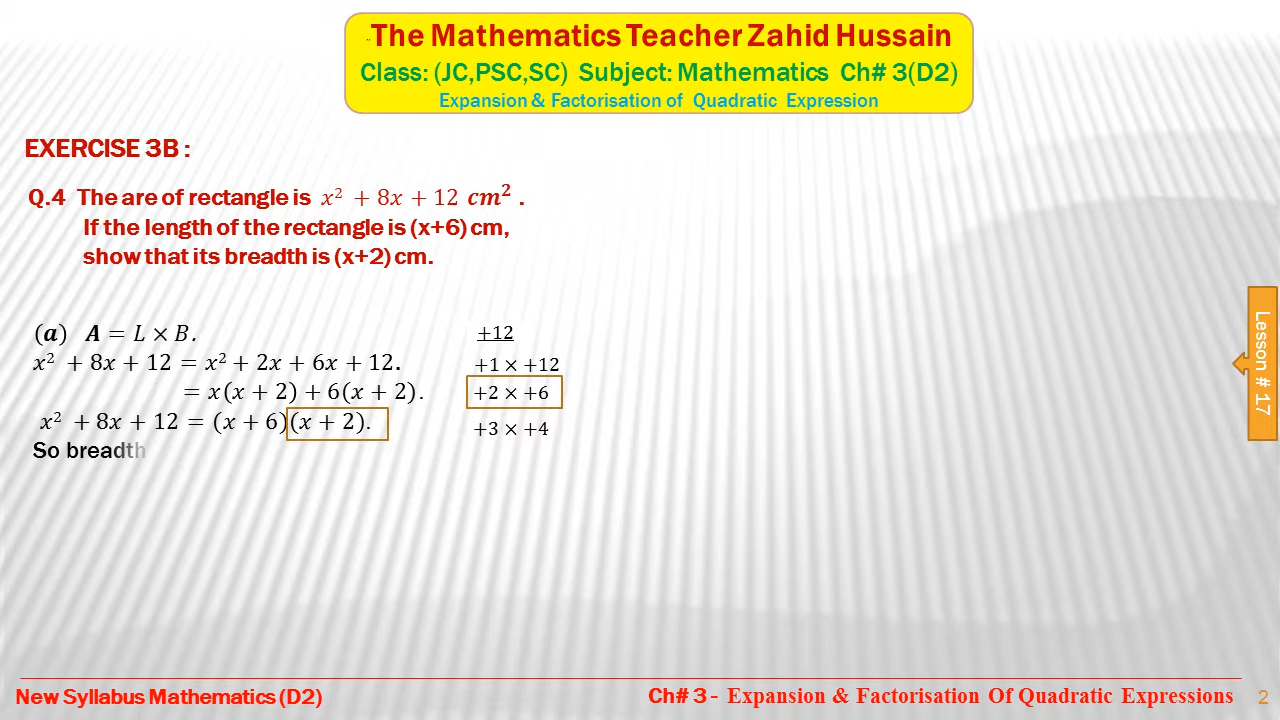 The Mathematics Teacher Zahid Hussain
Class: (JC,PSC,SC) Subject: Mathematics Ch# 3(D2)
Expansion & Factorisation of Quadratic Expression
EXERCISE 3B :
Q.4 The are of rectangle is x² + 8x + 12 cm² .
If the length of the rectangle is (x+6) cm,
show that its breadth is (x+2) cm.
(a) A = L × B.
x² + 8x + 12 = x² + 2x + 6x + 12.
= x(x + 2) + 6(x + 2).
x² + 8x + 12 = (x + 6)(x + 2).
So breadth
+12
+1 × +12
+2 × +6
+3 × +4
Lesson # 17
New Syllabus Mathematics (D2)
Ch# 3 - Expansion & Factorisation Of Quadratic Expressions
2